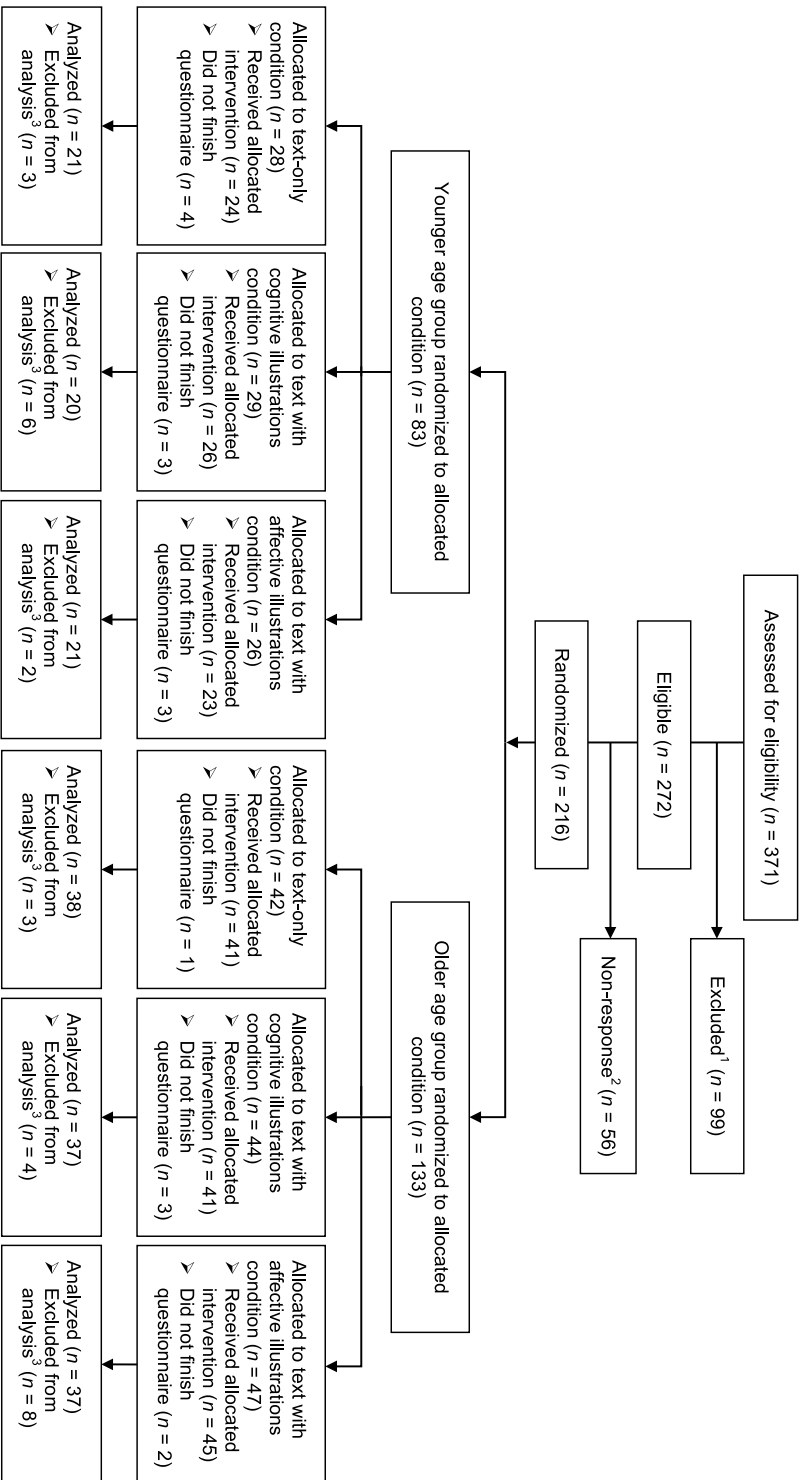 Assessed for eligibility (n = 371)
Excluded1 (n = 99)
Eligible (n = 272)
Non-response2 (n = 56)
Randomized (n = 216)
Younger age group randomized to allocated
condition (n = 83)
Older age group randomized to allocated
condition (n = 133)
Allocated to text-only
condition (n = 28)
➢ Received allocated
intervention (n = 24)
➢ Did not finish
questionnaire (n = 4)
Allocated to text with
cognitive illustrations
condition (n = 29)
➢ Received allocated
intervention (n = 26)
➢ Did not finish
questionnaire (n = 3)
Allocated to text with
affective illustrations
condition (n = 26)
➢ Received allocated
intervention (n = 23)
➢ Did not finish
questionnaire (n = 3)
Allocated to text-only
condition (n = 42)
➢ Received allocated
intervention (n = 41)
➢ Did not finish
questionnaire (n = 1)
Allocated to text with
cognitive illustrations
condition (n = 44)
➢ Received allocated
intervention (n = 41)
➢ Did not finish
questionnaire (n = 3)
Allocated to text with
affective illustrations
condition (n = 47)
➢ Received allocated
intervention (n = 45)
➢ Did not finish
questionnaire (n = 2)
Analyzed (n = 21)
➢ Excluded from
analysis3 (n = 3)
Analyzed (n = 20)
➢ Excluded from
analysis3 (n = 6)
Analyzed (n = 21)
➢ Excluded from
analysis3 (n = 2)
Analyzed (n = 38)
➢ Excluded from
analysis3 (n = 3)
Analyzed (n = 37)
➢ Excluded from
analysis3 (n = 4)
Analyzed (n = 37)
➢ Excluded from
analysis3 (n = 8)